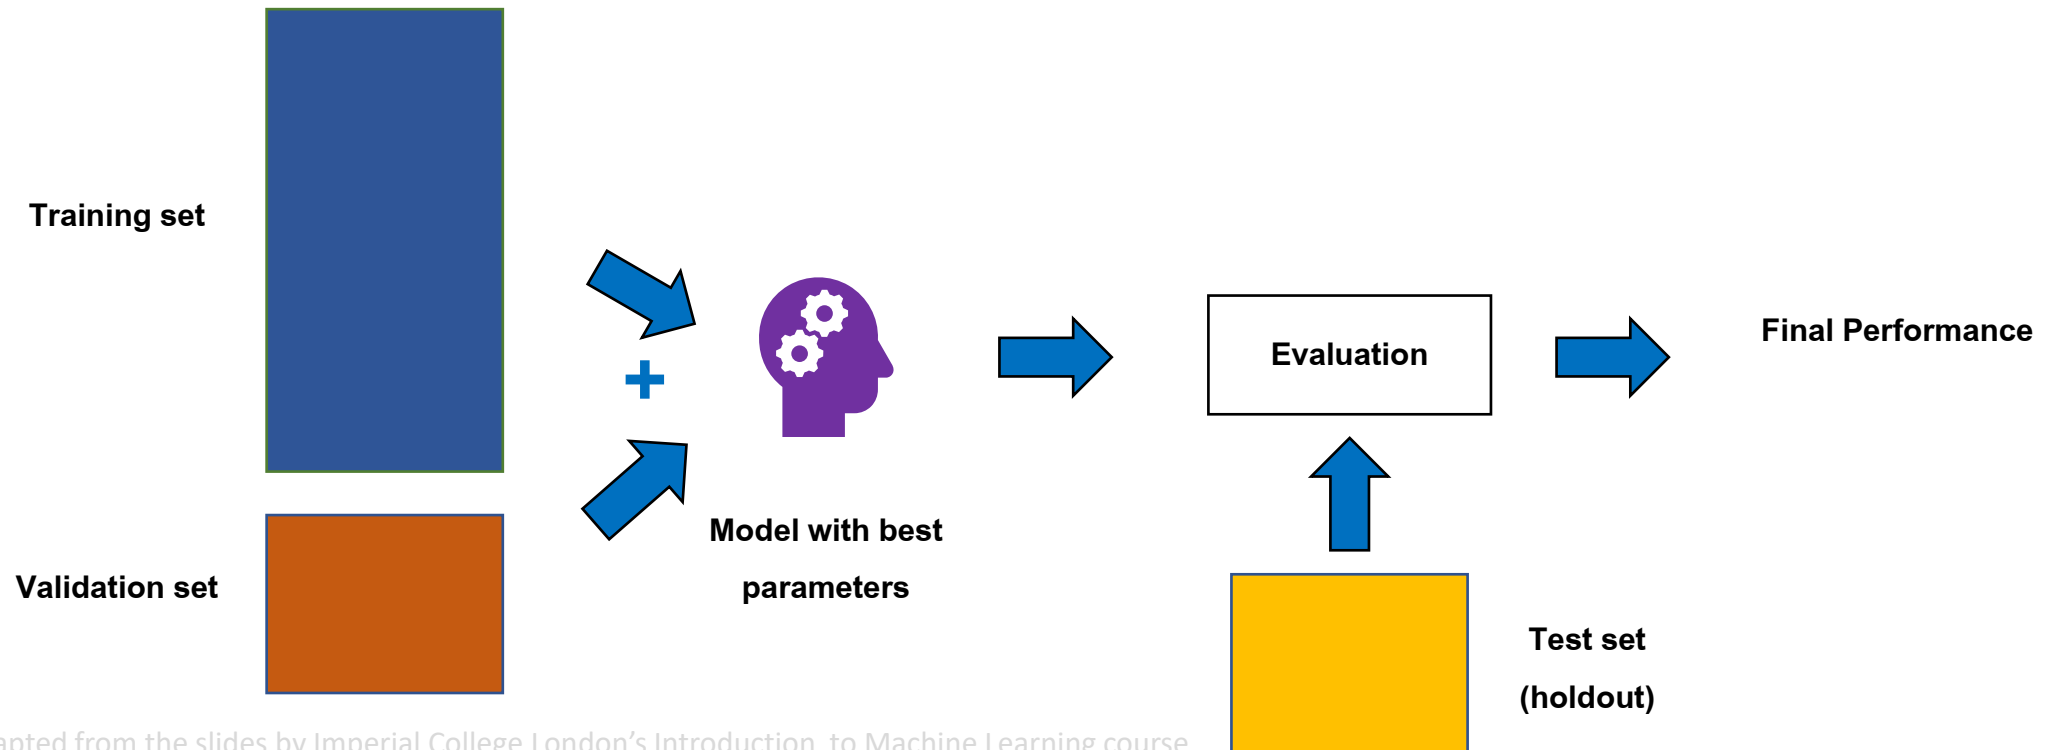 Training set
+
Validation set
Model with best
parameters
Evaluation
Final Performance
Test set
(holdout)
from the slides by Imperial College London's Introduction to Machine Learning course